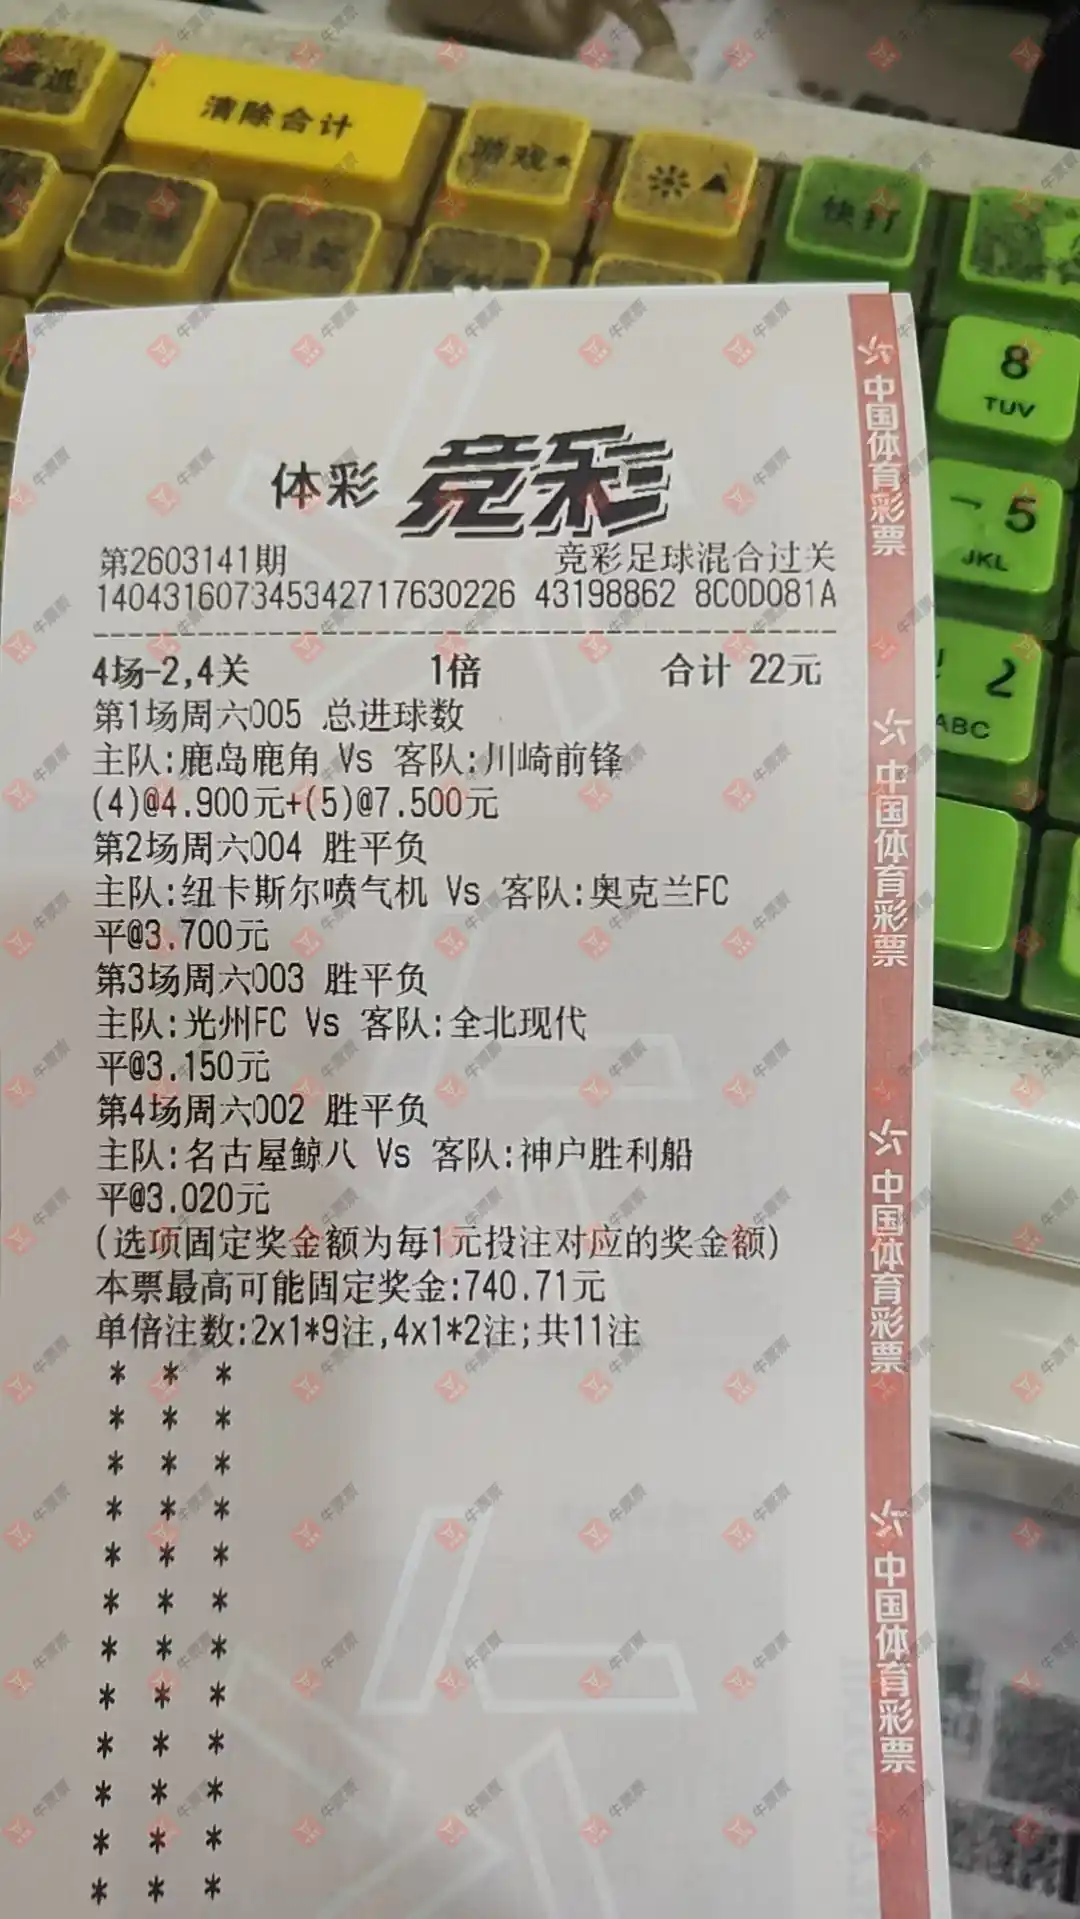 清除合计
游戏★
快打
8
TUV
5
JKL
2
ABC
体彩 竞彩
第2603141期 竞彩足球混合过关
140431607345342717630226 43198862 8C0D081A
4场-2,4关 1倍 合计 22元
第1场周六005 总进球数
主队:鹿岛鹿角 Vs 客队:川崎前锋
(4)@4.900元+(5)@7.500元
第2场周六004 胜平负
主队:纽卡斯尔喷气机 Vs 客队:奥克兰FC
平@3.700元
第3场周六003 胜平负
主队:光州FC Vs 客队:全北现代
平@3.150元
第4场周六002 胜平负
主队:名古屋鲸八 Vs 客队:神户胜利船
平@3.020元
(选项固定奖金额为每1元投注对应的奖金额)
本票最高可能固定奖金:740.71元
单倍注数:2x1*9注,4x1*2注;共11注
* * *
* * *
* * *
* * *
* * *
* * *
* * *
* * *
* * *
* * *
* * *
* * *
中国体育彩票
中国体育彩票
中国体育彩票
中国体育彩票
牛票票